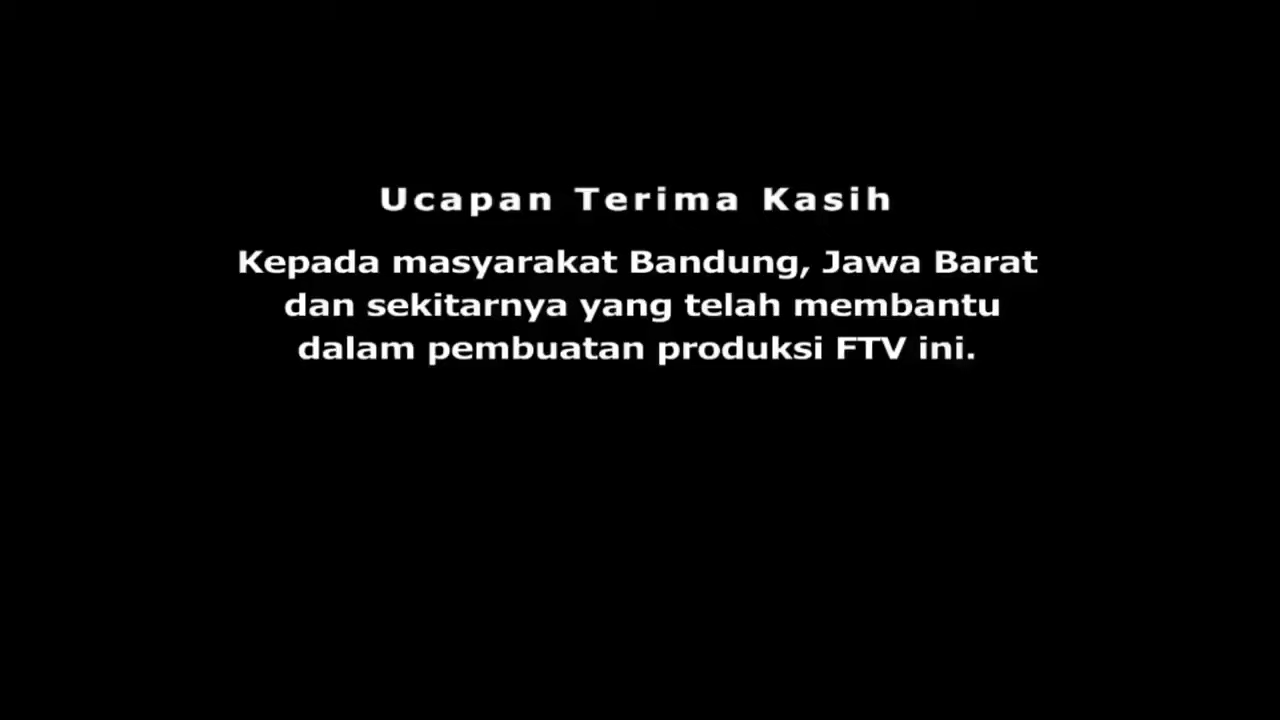 Ucapan Terima Kasih
Kepada masyarakat Bandung, Jawa Barat
dan sekitarnya yang telah membantu
dalam pembuatan produksi FTV ini.